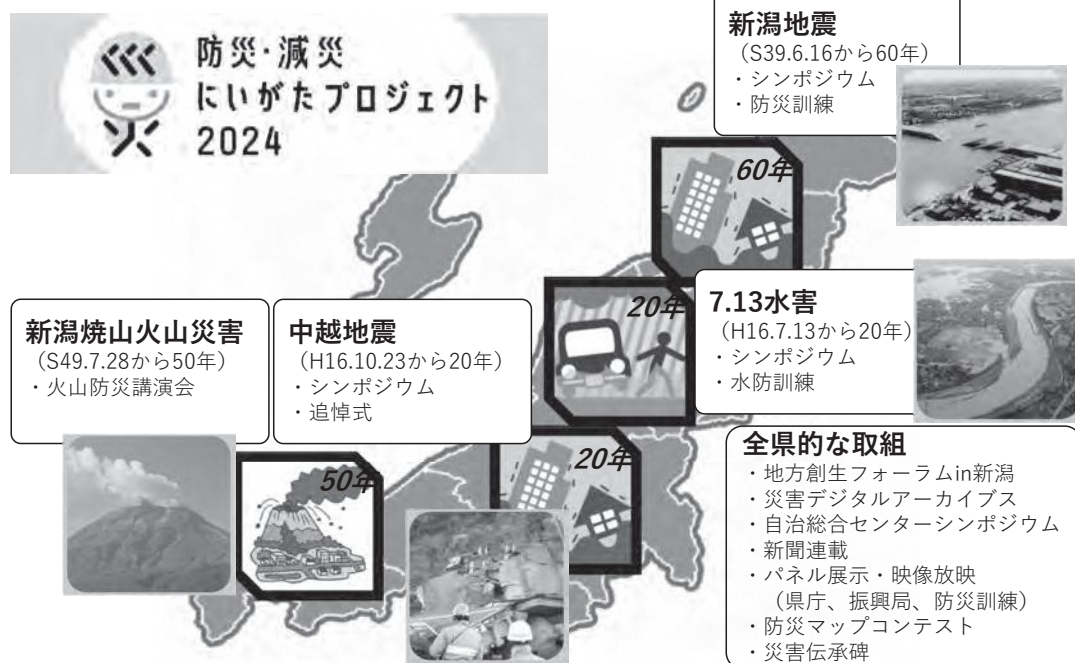 防災・減災
にいがたプロジェクト
2024
新潟地震
（S39.6.16から60年）
・シンポジウム
・防災訓練
60年
7.13水害
（H16.7.13から20年）
・シンポジウム
・水防訓練
20年
新潟焼山火山災害
（S49.7.28から50年）
・火山防災講演会
50年
中越地震
（H16.10.23から20年）
・シンポジウム
・追悼式
20年
全県的な取組
・地方創生フォーラムin新潟
・災害デジタルアーカイブス
・自治総合センターシンポジウム
・新聞連載
・パネル展示・映像放映
（県庁、振興局、防災訓練）
・防災マップコンテスト
・災害伝承碑